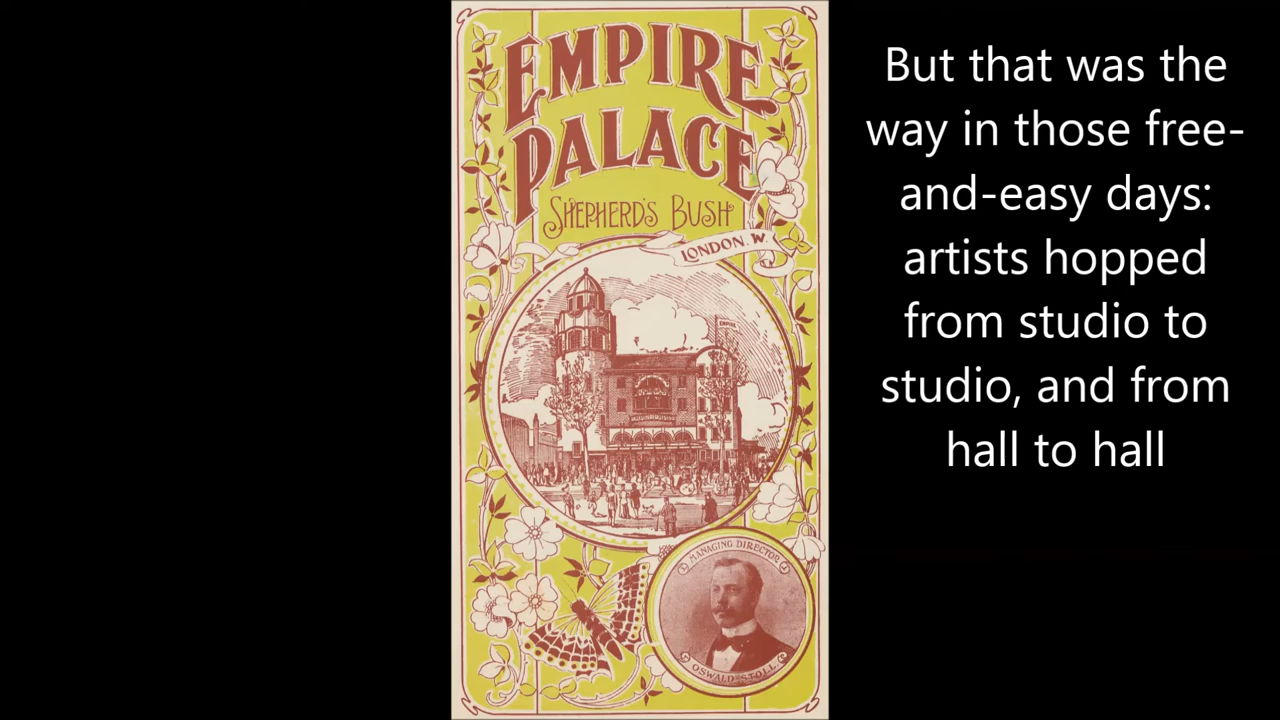 EMPIRE
PALACE
SHEPHERD'S BUSH
LONDON. W.
EMPIRE
MANAGING DIRECTOR
OSWALD STOLL
But that was the
way in those free-
and-easy days:
artists hopped
from studio to
studio, and from
hall to hall